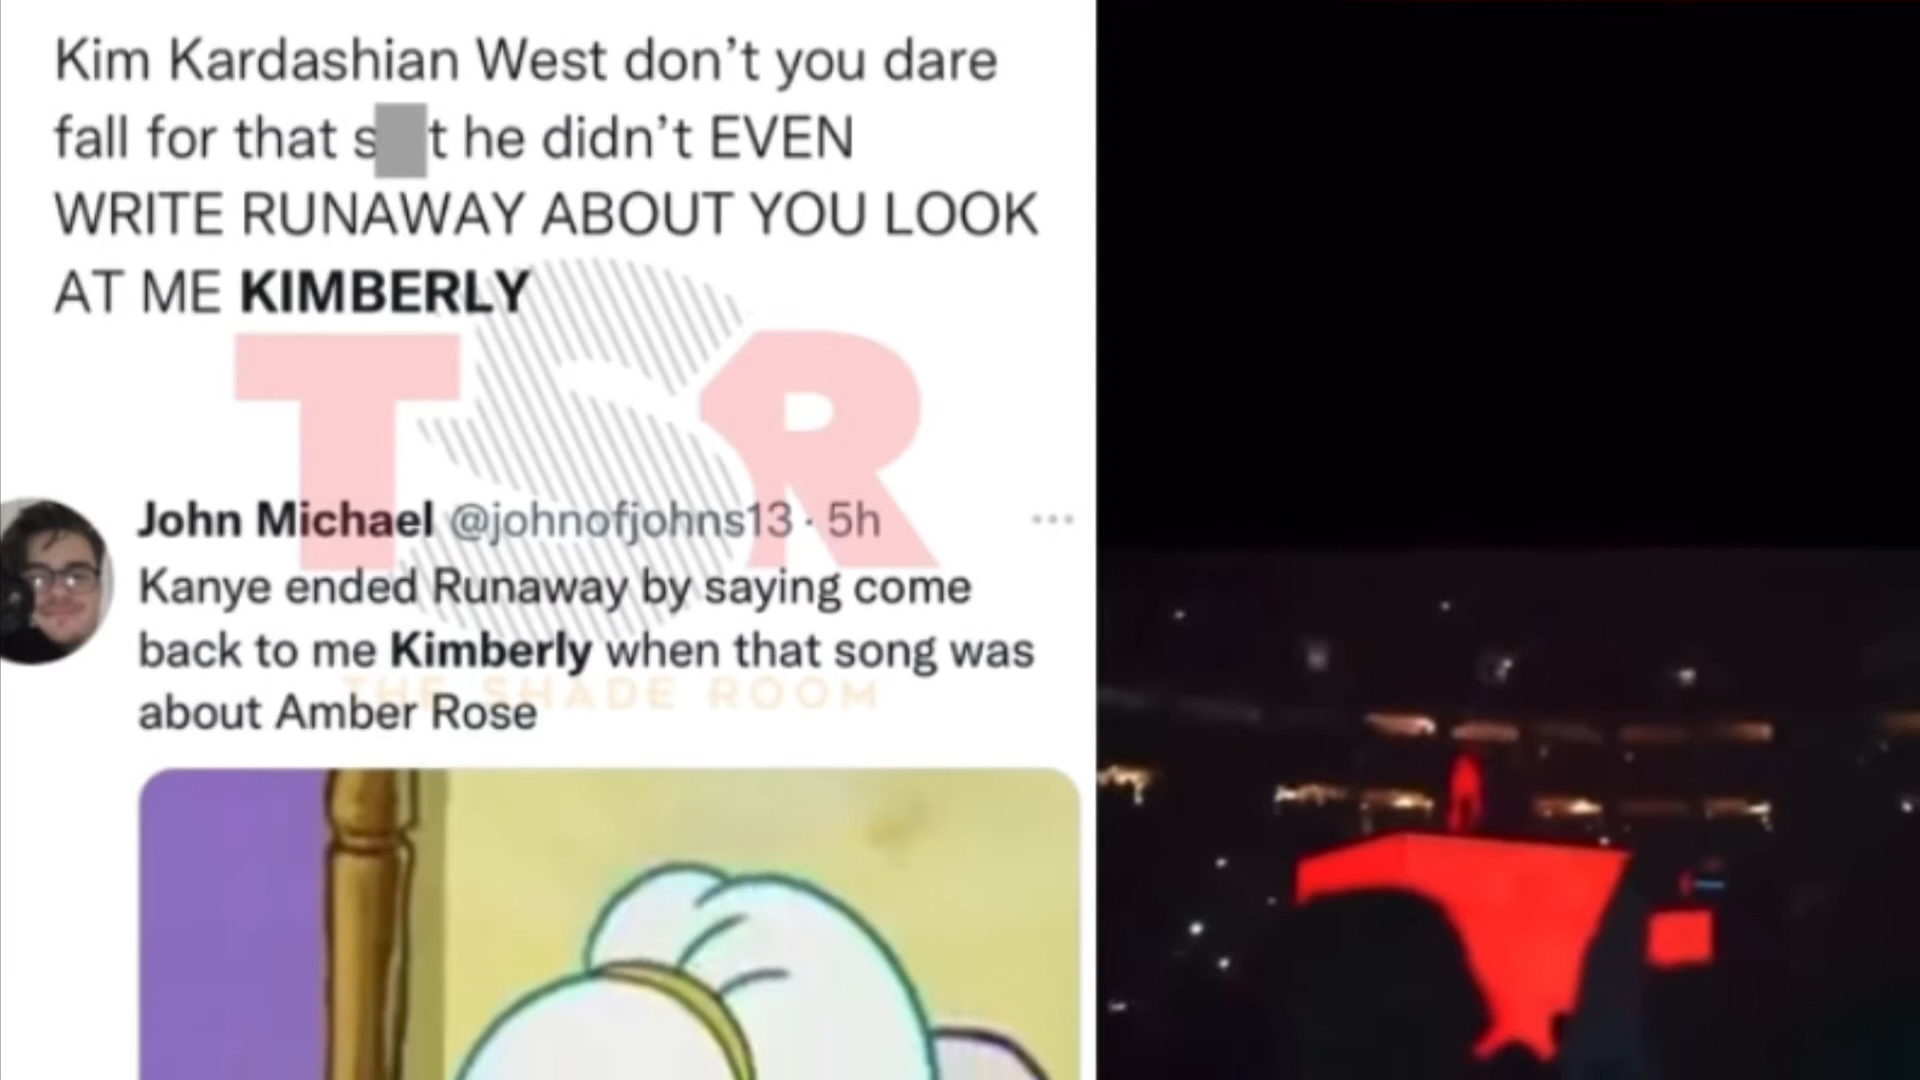 Kim Kardashian West don’t you dare
fall for that s t he didn’t EVEN
WRITE RUNAWAY ABOUT YOU LOOK
AT ME KIMBERLY
TSR
John Michael @johnofjohns13 · 5h
Kanye ended Runaway by saying come
back to me Kimberly when that song was
THE SHADE ROOM
about Amber Rose